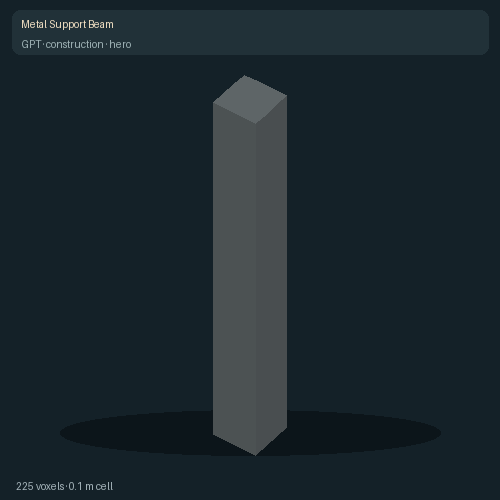 Metal Support Beam
GPT · construction · hero
225 voxels · 0.1 m cell